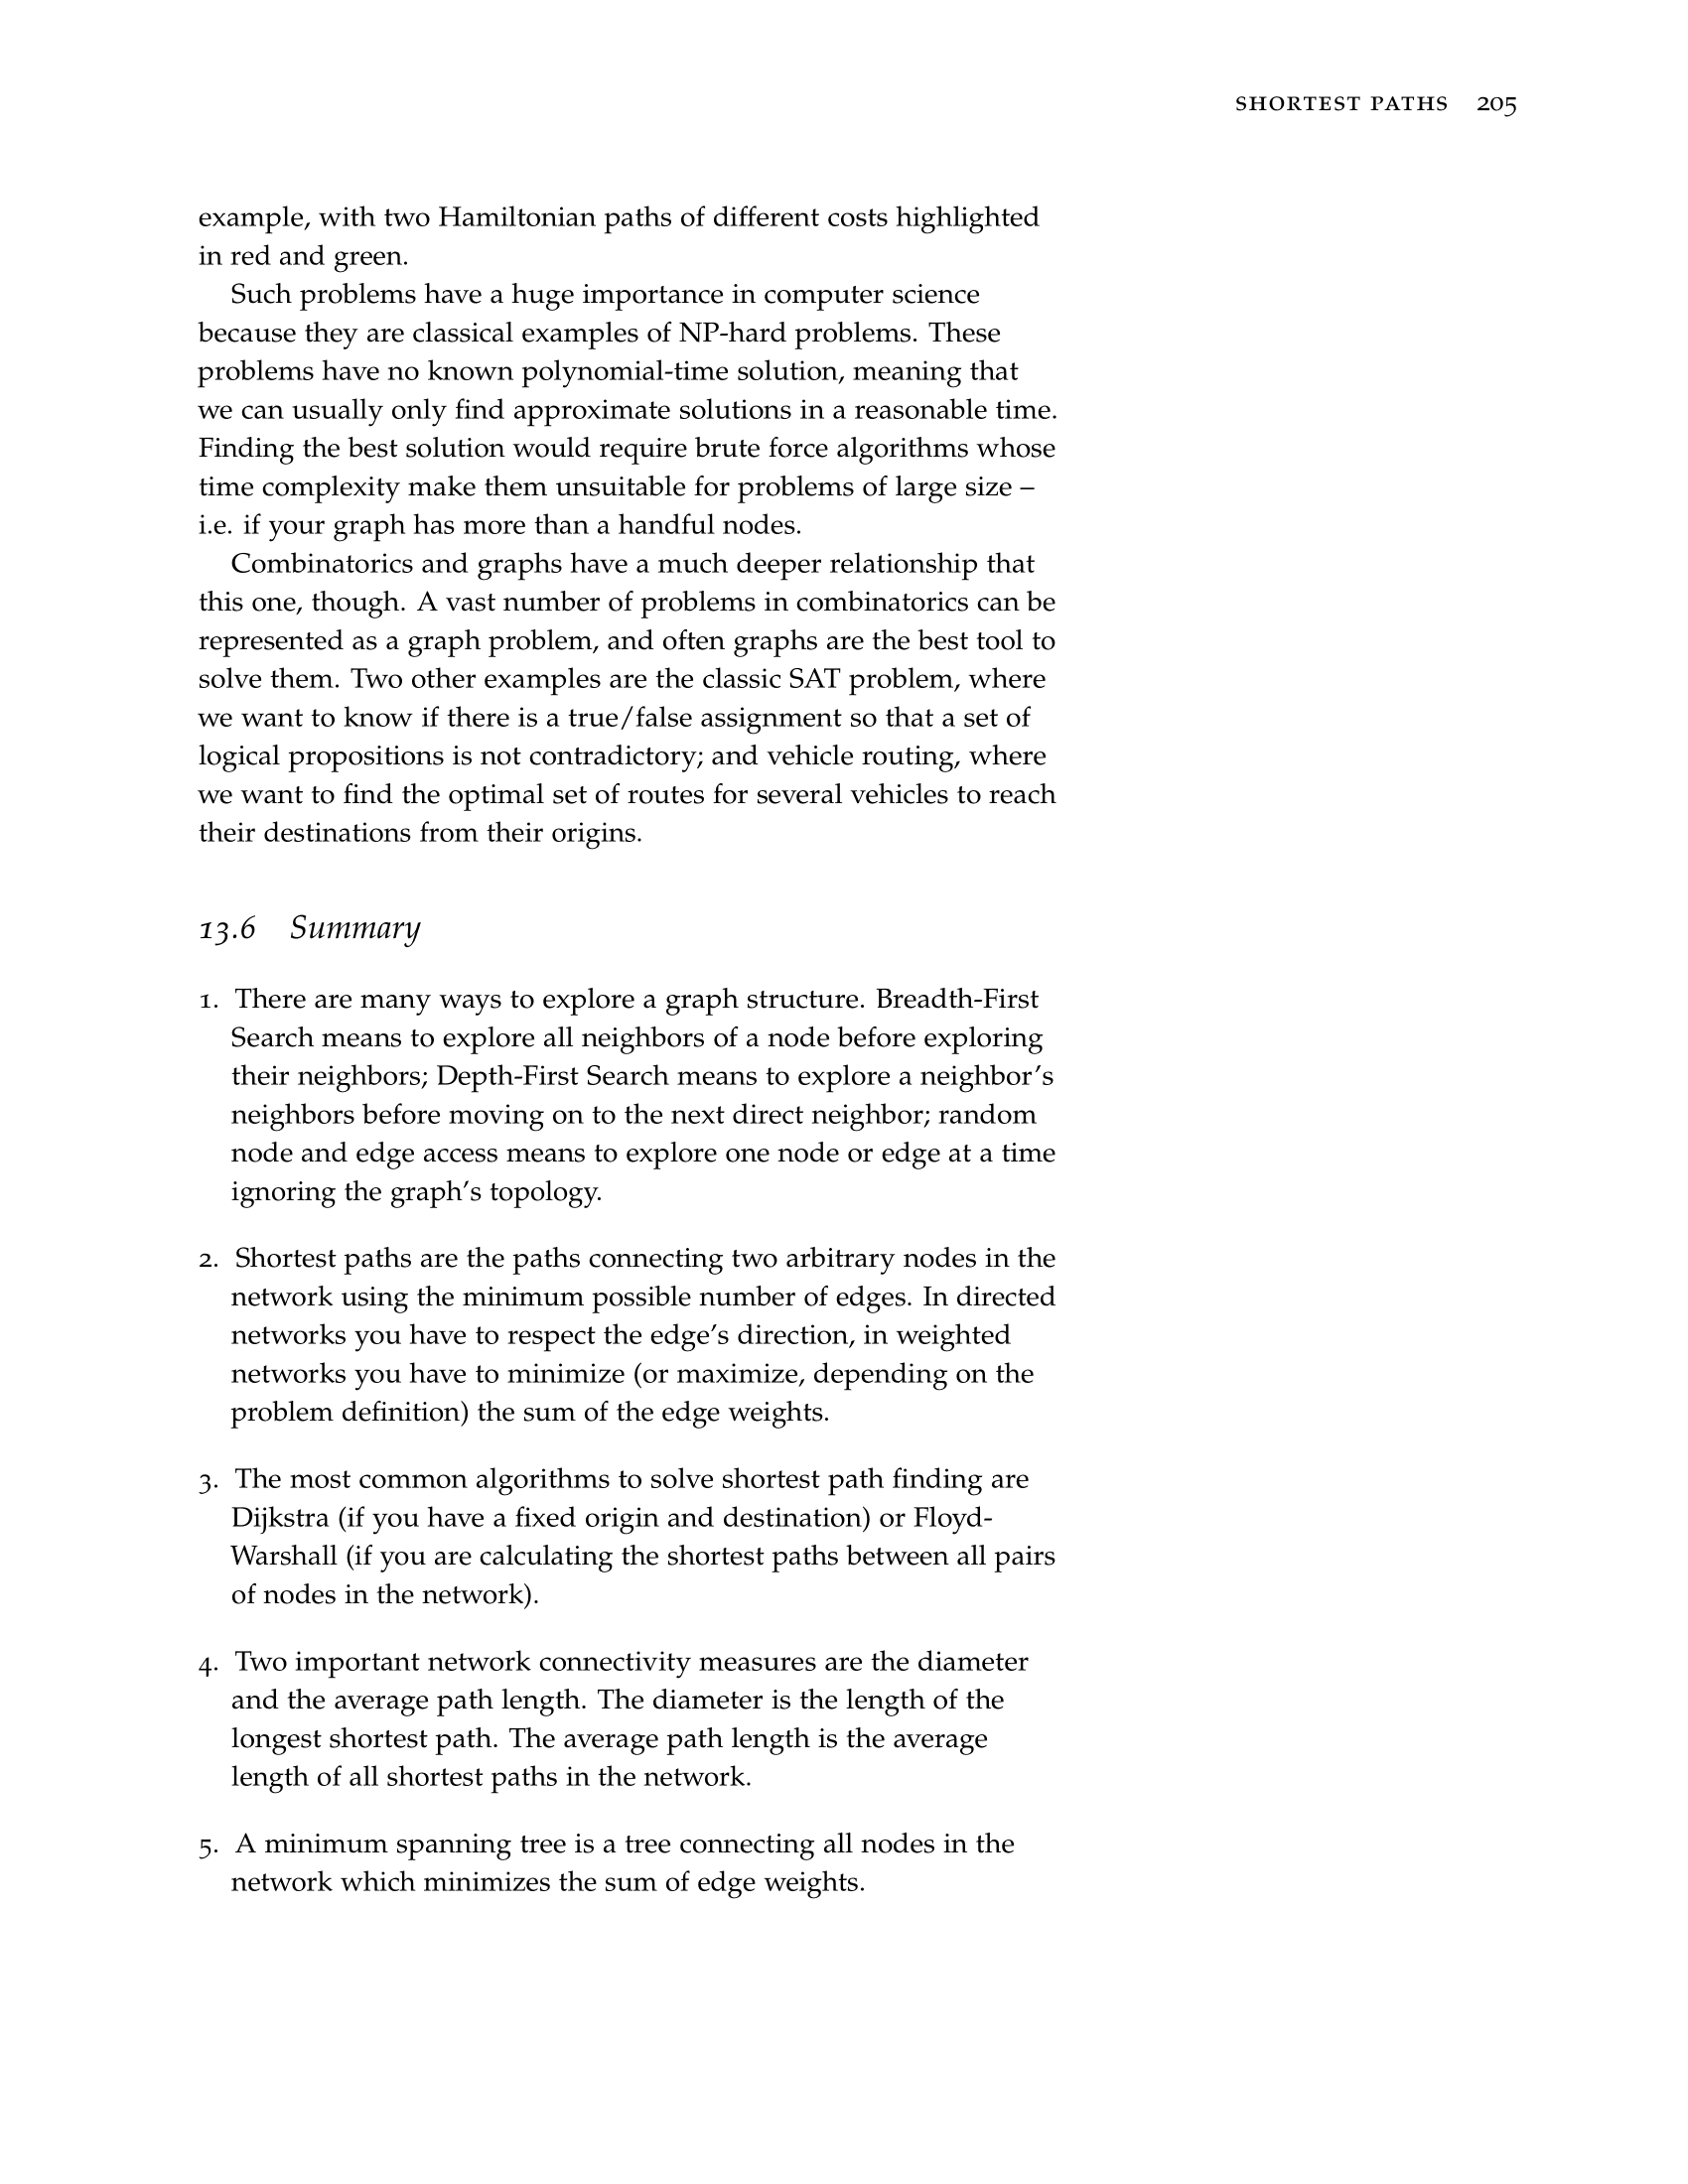 SHORTEST PATHS 205
example, with two Hamiltonian paths of different costs highlighted
in red and green.
Such problems have a huge importance in computer science
because they are classical examples of NP-hard problems. These
problems have no known polynomial-time solution, meaning that
we can usually only find approximate solutions in a reasonable time.
Finding the best solution would require brute force algorithms whose
time complexity make them unsuitable for problems of large size –
i.e. if your graph has more than a handful nodes.
Combinatorics and graphs have a much deeper relationship that
this one, though. A vast number of problems in combinatorics can be
represented as a graph problem, and often graphs are the best tool to
solve them. Two other examples are the classic SAT problem, where
we want to know if there is a true/false assignment so that a set of
logical propositions is not contradictory; and vehicle routing, where
we want to find the optimal set of routes for several vehicles to reach
their destinations from their origins.
13.6 Summary
1. There are many ways to explore a graph structure. Breadth-First
Search means to explore all neighbors of a node before exploring
their neighbors; Depth-First Search means to explore a neighbor's
neighbors before moving on to the next direct neighbor; random
node and edge access means to explore one node or edge at a time
ignoring the graph's topology.
2. Shortest paths are the paths connecting two arbitrary nodes in the
network using the minimum possible number of edges. In directed
networks you have to respect the edge's direction, in weighted
networks you have to minimize (or maximize, depending on the
problem definition) the sum of the edge weights.
3. The most common algorithms to solve shortest path finding are
Dijkstra (if you have a fixed origin and destination) or Floyd-
Warshall (if you are calculating the shortest paths between all pairs
of nodes in the network).
4. Two important network connectivity measures are the diameter
and the average path length. The diameter is the length of the
longest shortest path. The average path length is the average
length of all shortest paths in the network.
5. A minimum spanning tree is a tree connecting all nodes in the
network which minimizes the sum of edge weights.